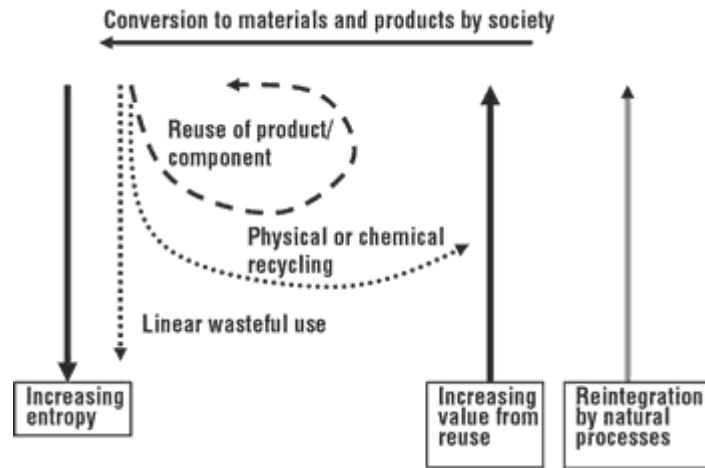 Conversion to materials and products by society
Reuse of product/
component
Physical or chemical
recycling
Linear wasteful use
Increasing
entropy
Increasing
value from
reuse
Reintegration
by natural
processes